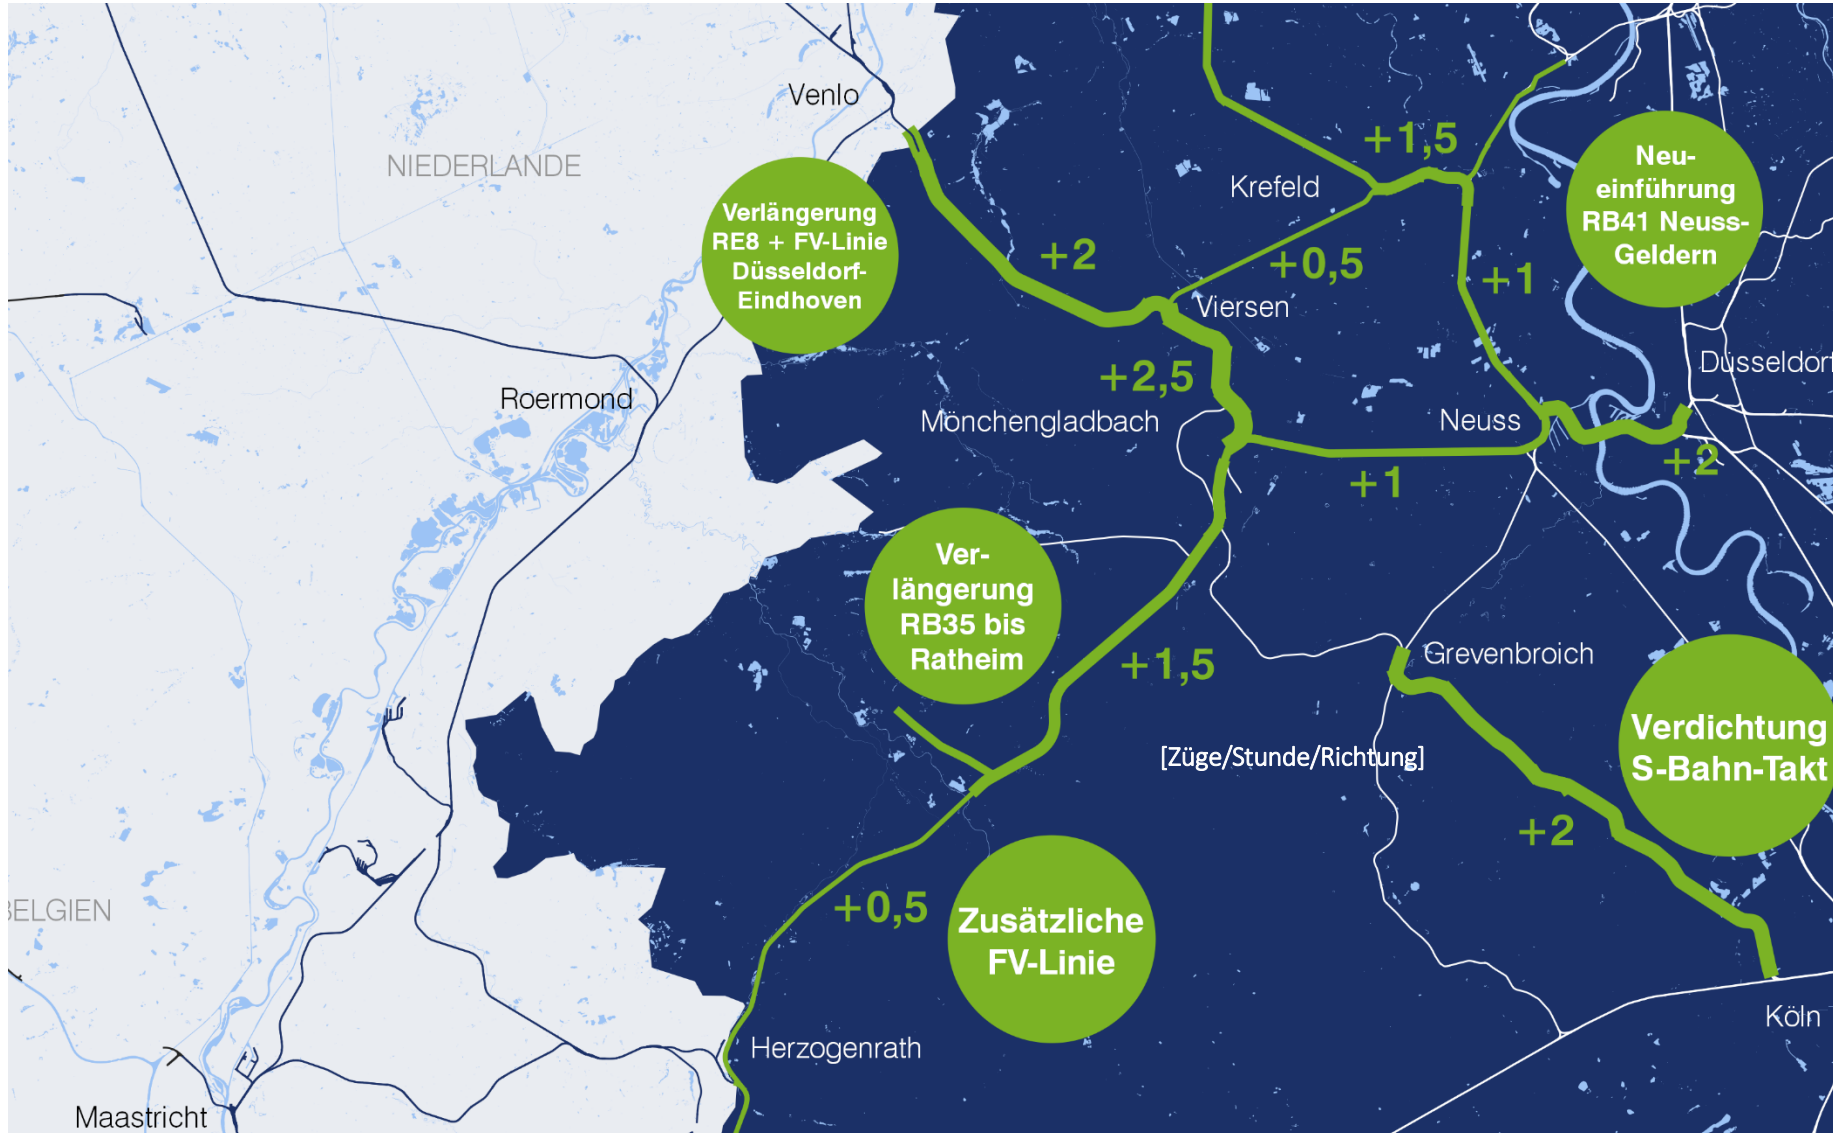 Venlo
NIEDERLANDE
+1,5
Krefeld
Neu-
einführung
RB41 Neuss-
Geldern
Verlängerung
RE8 + FV-Linie
Düsseldorf-
Eindhoven
+2
+0,5
+1
Viersen
Düsseldorf
+2,5
Roermond
Mönchengladbach
Neuss
+2
+1
Ver-
längerung
RB35 bis
Ratheim
+1,5
Grevenbroich
[Züge/Stunde/Richtung]
Verdichtung
S-Bahn-Takt
+2
BELGIEN
+0,5
Zusätzliche
FV-Linie
Köln
Herzogenrath
Maastricht